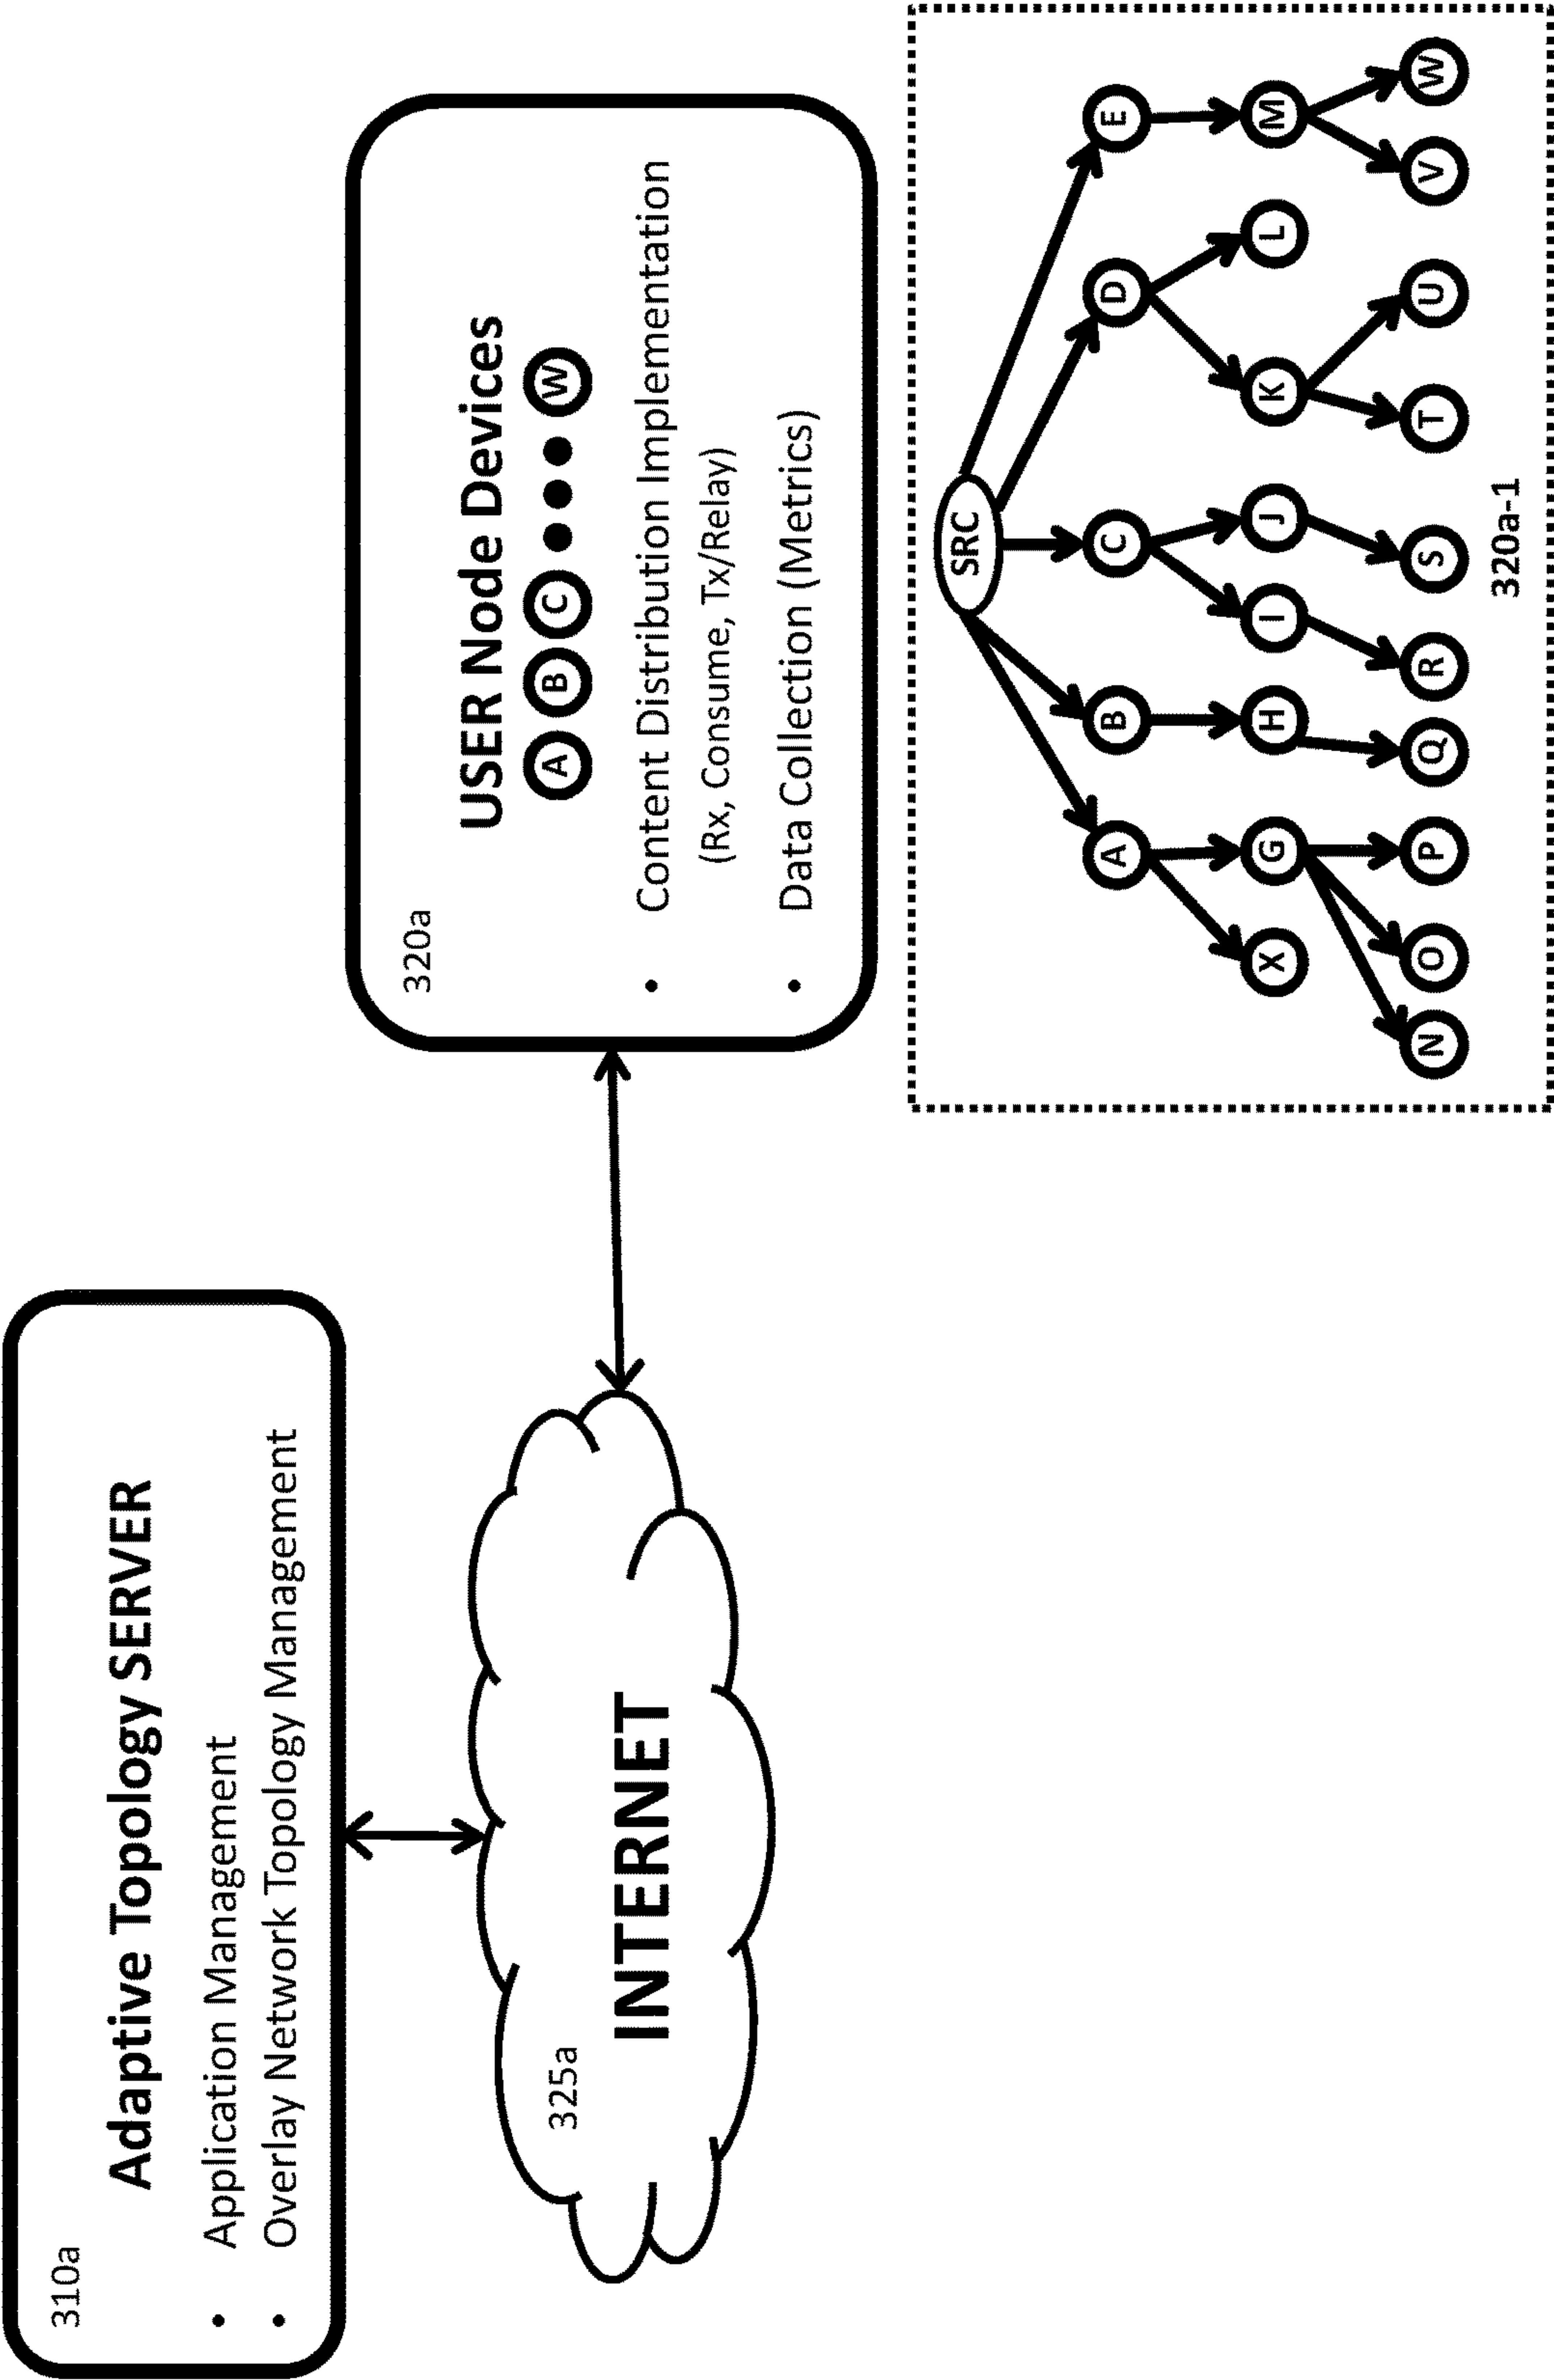 310a
Adaptive Topology SERVER
• Application Management
• Overlay Network Topology Management
325a
INTERNET
320a
USER Node Devices
A B C ••• W
• Content Distribution Implementation
(Rx, Consume, Tx/Relay)
• Data Collection (Metrics)
SRC
A B C D E
X G H I J K L M
N O P Q R S T U V W
320a-1